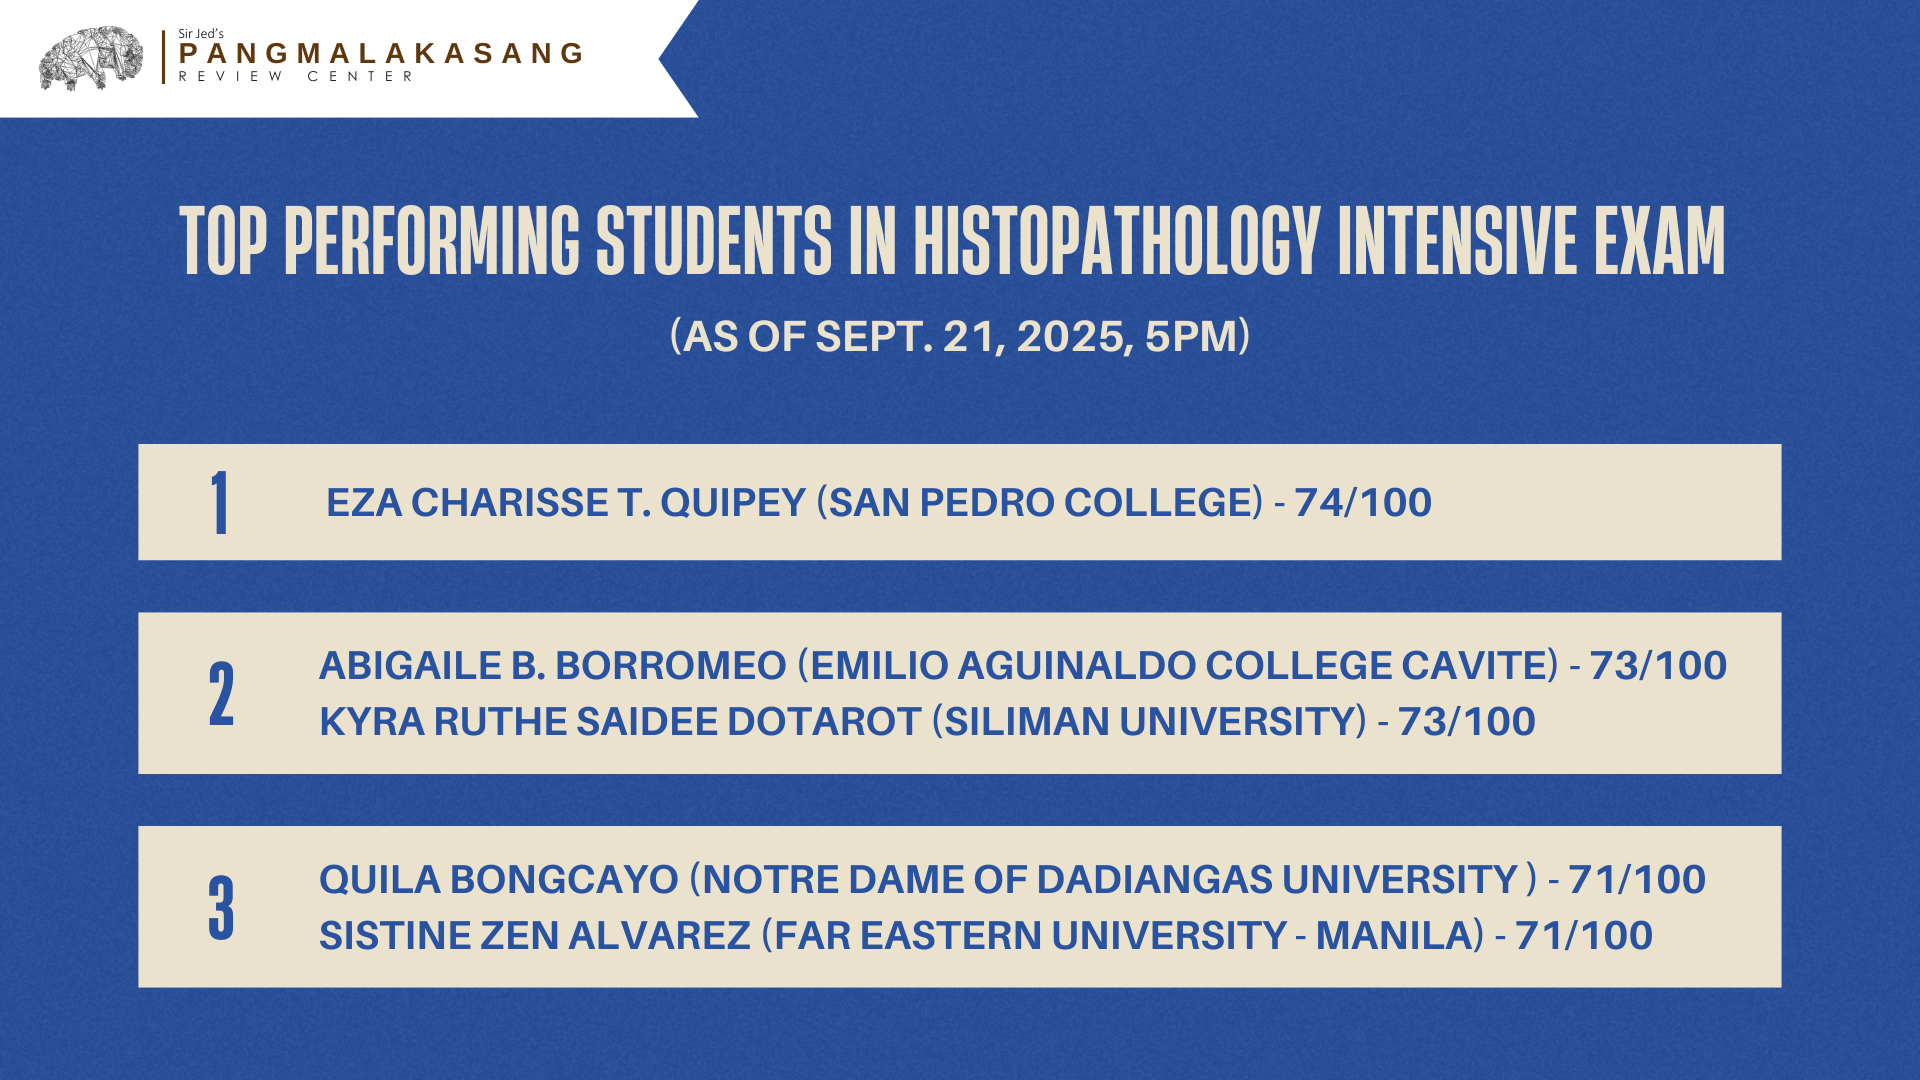 Sir Jed's
PANGMALAKASANG
REVIEW CENTER
TOP PERFORMING STUDENTS IN HISTOPATHOLOGY INTENSIVE EXAM
(AS OF SEPT. 21, 2025, 5PM)
1
EZA CHARISSE T. QUIPEY (SAN PEDRO COLLEGE) - 74/100
2
ABIGAILE B. BORROMEO (EMILIO AGUINALDO COLLEGE CAVITE) - 73/100
KYRA RUTHE SAIDEE DOTAROT (SILIMAN UNIVERSITY) - 73/100
3
QUILA BONGCAYO (NOTRE DAME OF DADIANGAS UNIVERSITY ) - 71/100
SISTINE ZEN ALVAREZ (FAR EASTERN UNIVERSITY - MANILA) - 71/100